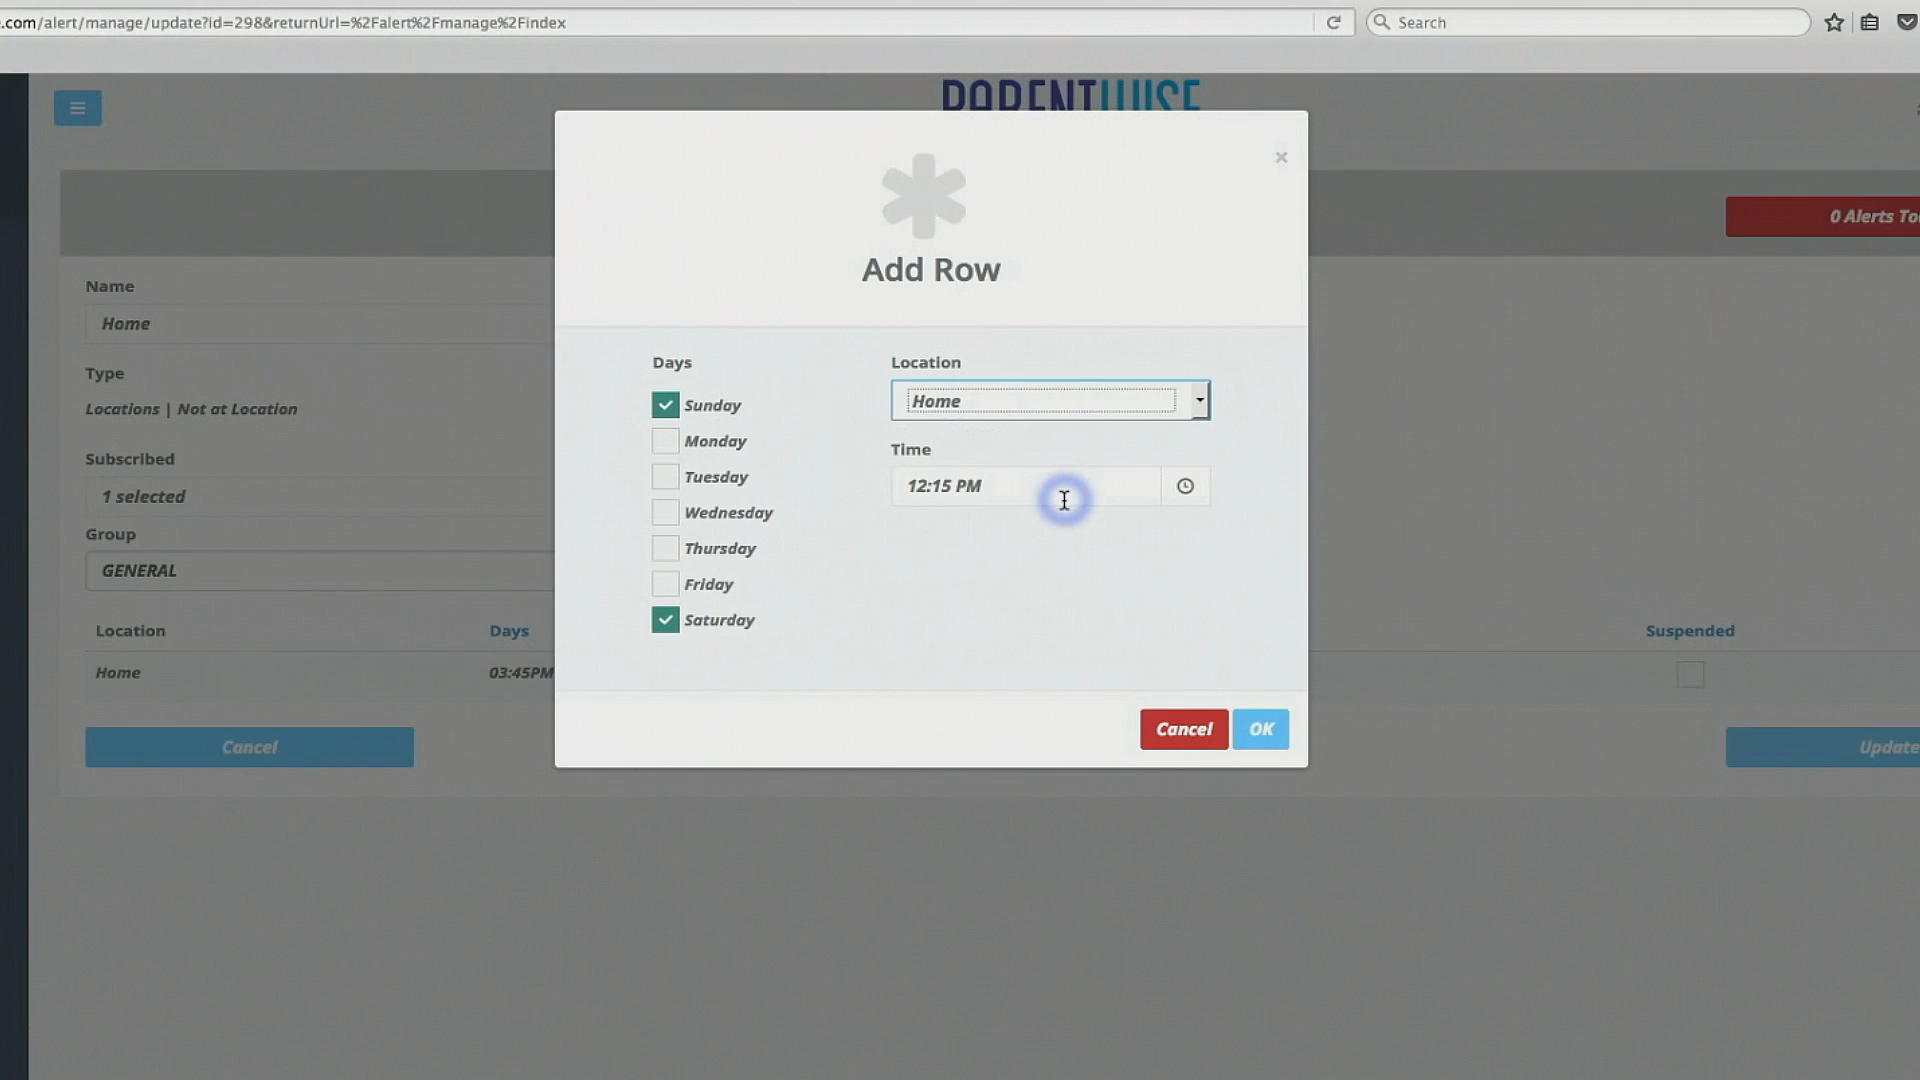 e.com/alert/manage/update?id=298&returnUrl=%2Falert%2Fmanage%2Findex
Search
PARENTWISE
0 Alerts To
Add Row
Name
Home
Type
Locations | Not at Location
Subscribed
1 selected
Group
GENERAL
Location Days Suspended
Home 03:45PM
Cancel
Update
Days
Sunday
Monday
Tuesday
Wednesday
Thursday
Friday
Saturday
Location
Home
Time
12:15 PM
Cancel OK